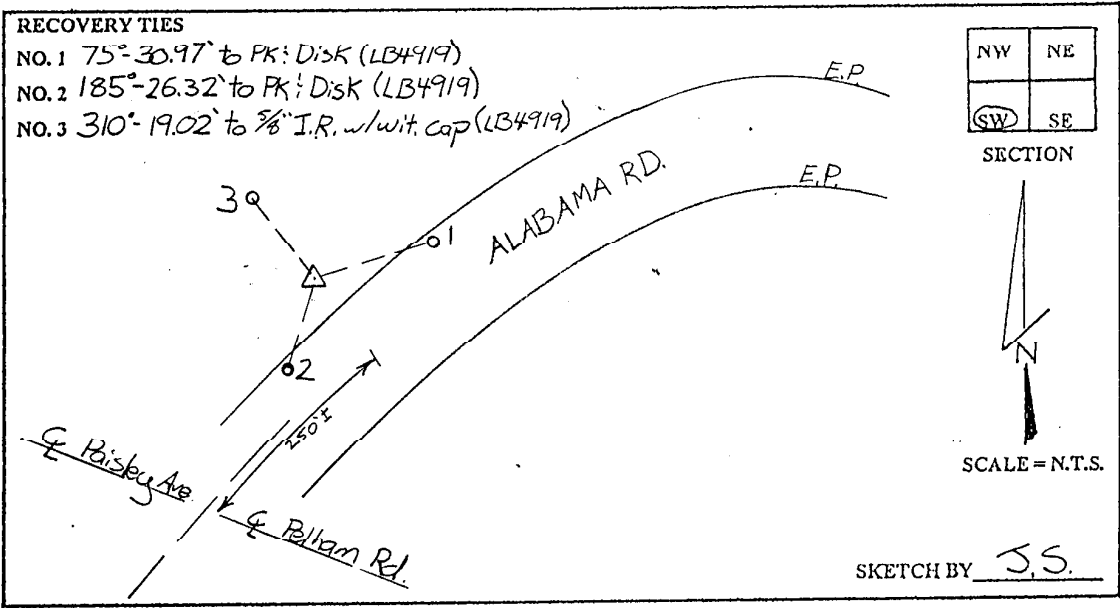 RECOVERY TIES
NO. 1 75°-30.97' to PK & Disk (LB4919)
NO. 2 185°-26.32' to PK & Disk (LB4919)
NO. 3 310°-19.02' to 5/8" I.R. w/wit. cap (LB4919)
NW NE
SW SE
SECTION
E.P.
E.P.
ALABAMA RD.
3
1
2
250'±
N
SCALE = N.T.S.
℄ Paisley Ave.
℄ Pelham Rd.
SKETCH BY J.S.